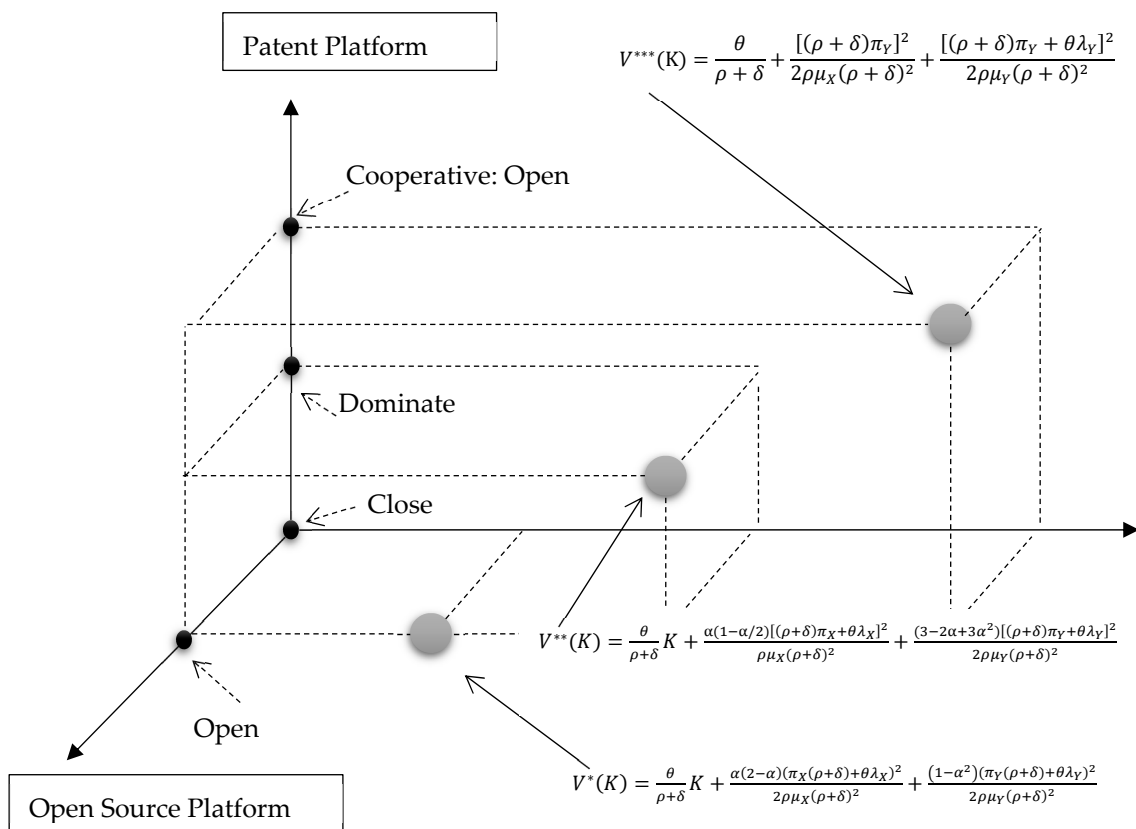 Patent Platform
V***(K) = θ/(ρ + δ) + [(ρ + δ)π_Y]²/(2ρμ_X(ρ + δ)²) + [(ρ + δ)π_Y + θλ_Y]²/(2ρμ_Y(ρ + δ)²)
Cooperative: Open
Dominate
Close
V**(K) = θ/(ρ+δ) K + α(1−α/2)[(ρ+δ)π_X+θλ_X]²/(ρμ_X(ρ+δ)²) + (3−2α+3α²)[(ρ+δ)π_Y+θλ_Y]²/(2ρμ_Y(ρ+δ)²)
Open
V*(K) = θ/(ρ+δ) K + α(2−α)(π_X(ρ+δ)+θλ_X)²/(2ρμ_X(ρ+δ)²) + (1−α²)(π_Y(ρ+δ)+θλ_Y)²/(2ρμ_Y(ρ+δ)²)
Open Source Platform